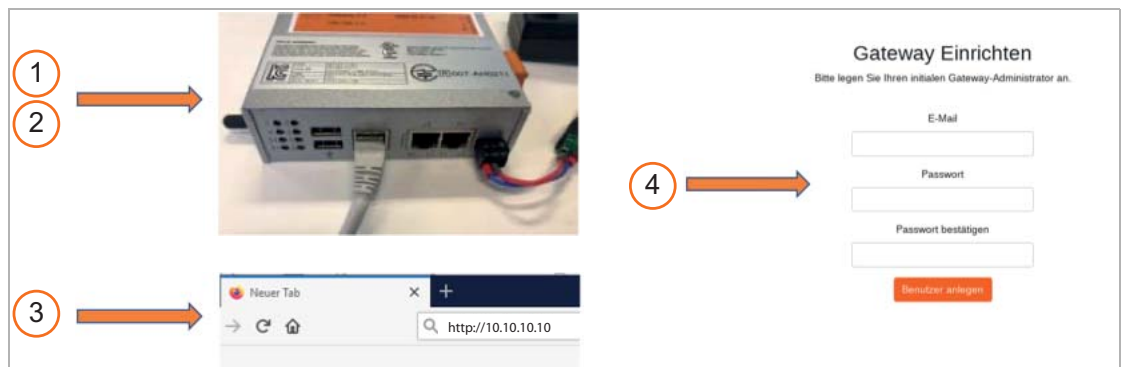 1
2
3
Neuer Tab
http://10.10.10.10
4
Gateway Einrichten
Bitte legen Sie Ihren initialen Gateway-Administrator an.
E-Mail
Passwort
Passwort bestätigen
Benutzer anlegen